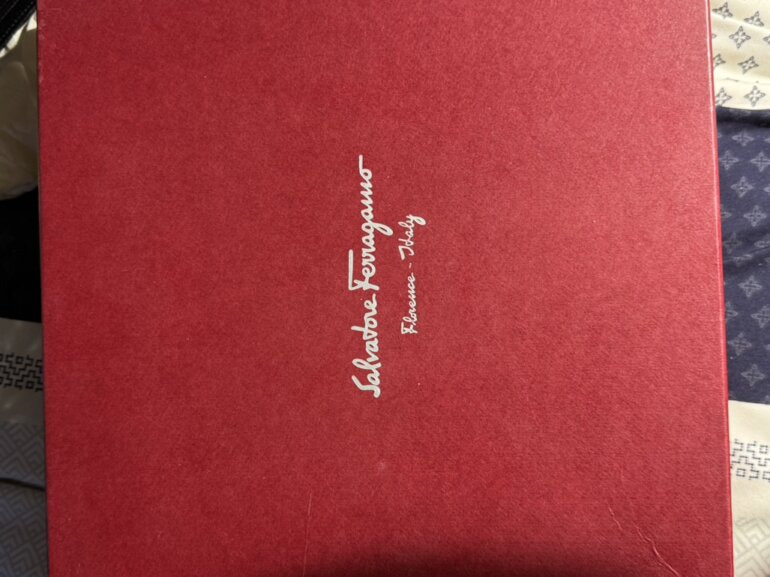 Salvatore Ferragamo
Florence - Italy